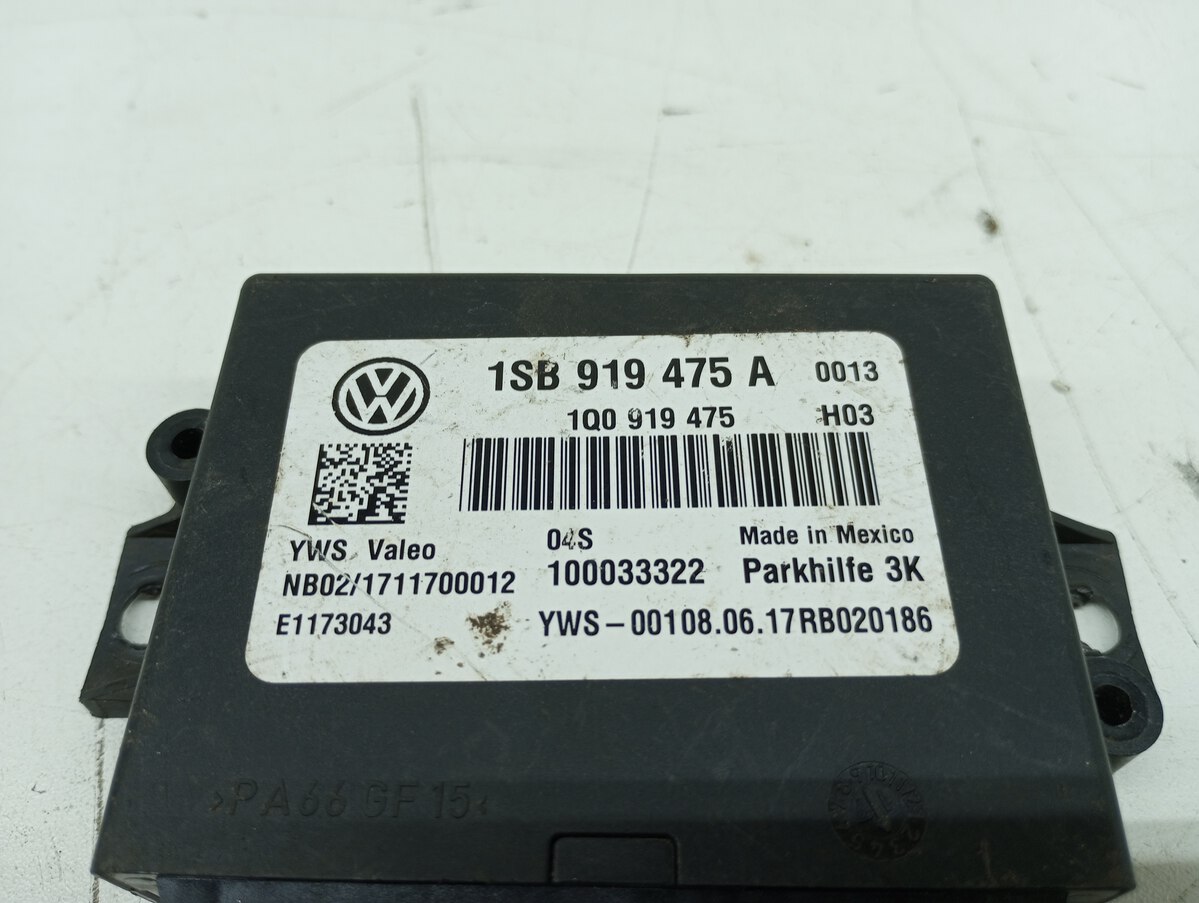 1SB 919 475 A 0013
1Q0 919 475 H03
YWS Valeo 04S Made in Mexico
NB02/1711700012 100033322 Parkhilfe 3K
E1173043 YWS-00108.06.17RB020186
>PA66 GF15<